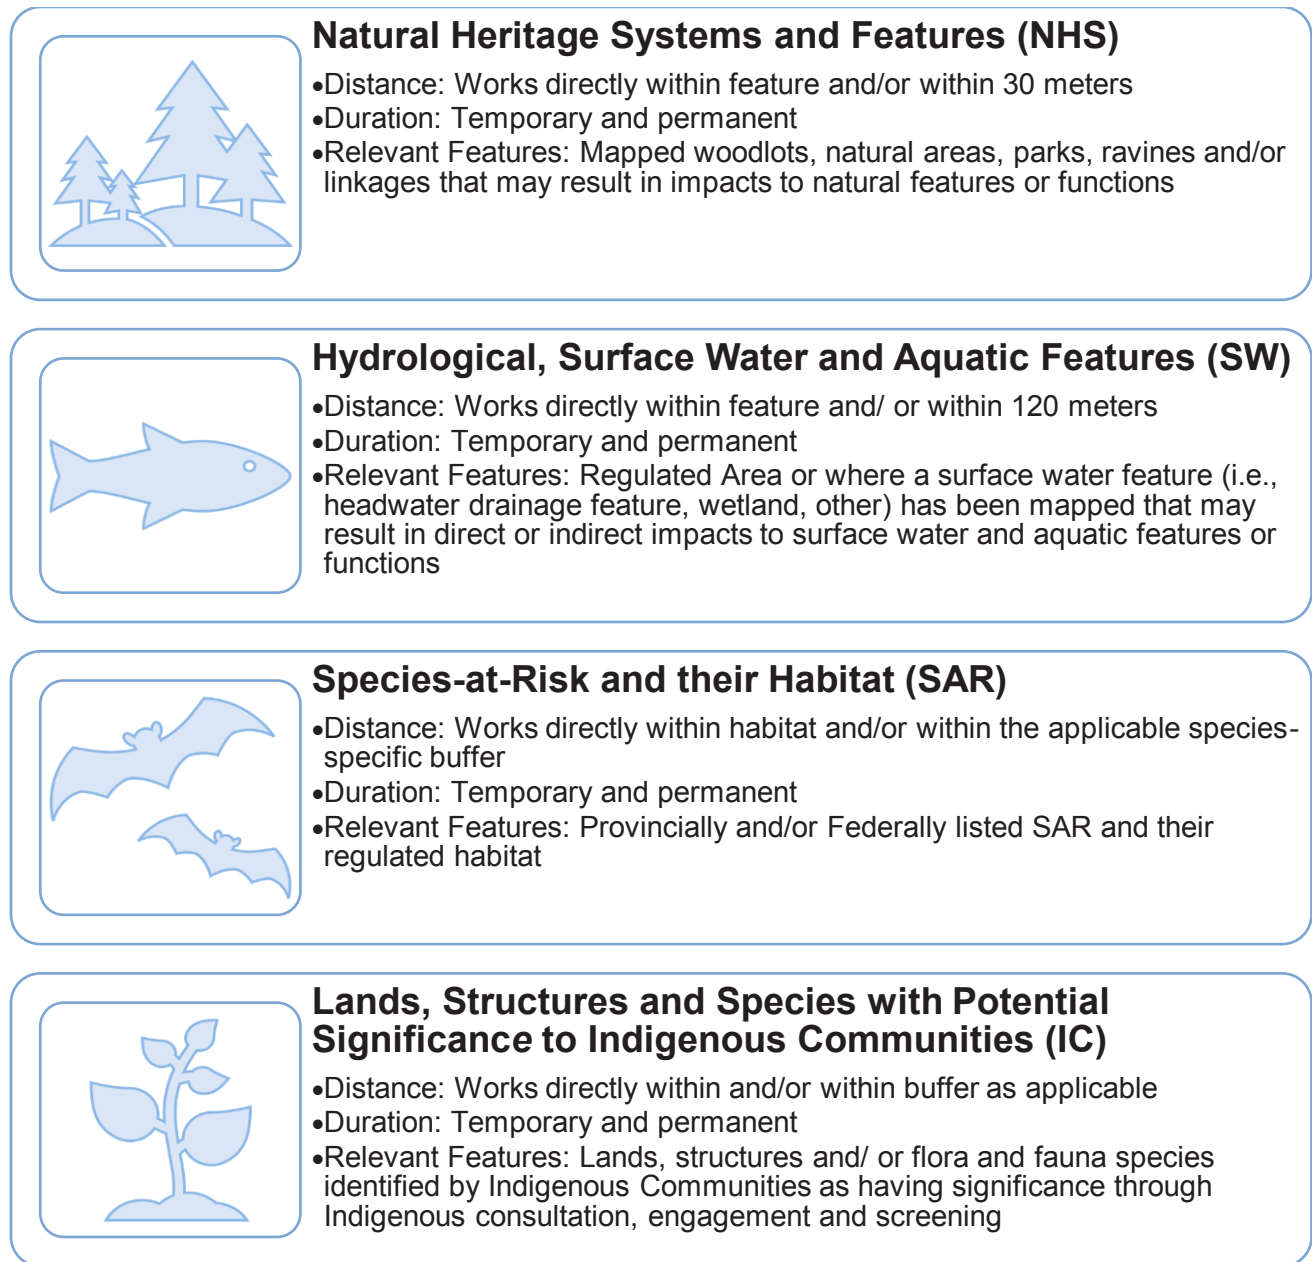 Natural Heritage Systems and Features (NHS)
•Distance: Works directly within feature and/or within 30 meters
•Duration: Temporary and permanent
•Relevant Features: Mapped woodlots, natural areas, parks, ravines and/or
linkages that may result in impacts to natural features or functions
Hydrological, Surface Water and Aquatic Features (SW)
•Distance: Works directly within feature and/ or within 120 meters
•Duration: Temporary and permanent
•Relevant Features: Regulated Area or where a surface water feature (i.e.,
headwater drainage feature, wetland, other) has been mapped that may
result in direct or indirect impacts to surface water and aquatic features or
functions
Species-at-Risk and their Habitat (SAR)
•Distance: Works directly within habitat and/or within the applicable species-
specific buffer
•Duration: Temporary and permanent
•Relevant Features: Provincially and/or Federally listed SAR and their
regulated habitat
Lands, Structures and Species with Potential
Significance to Indigenous Communities (IC)
•Distance: Works directly within and/or within buffer as applicable
•Duration: Temporary and permanent
•Relevant Features: Lands, structures and/ or flora and fauna species
identified by Indigenous Communities as having significance through
Indigenous consultation, engagement and screening